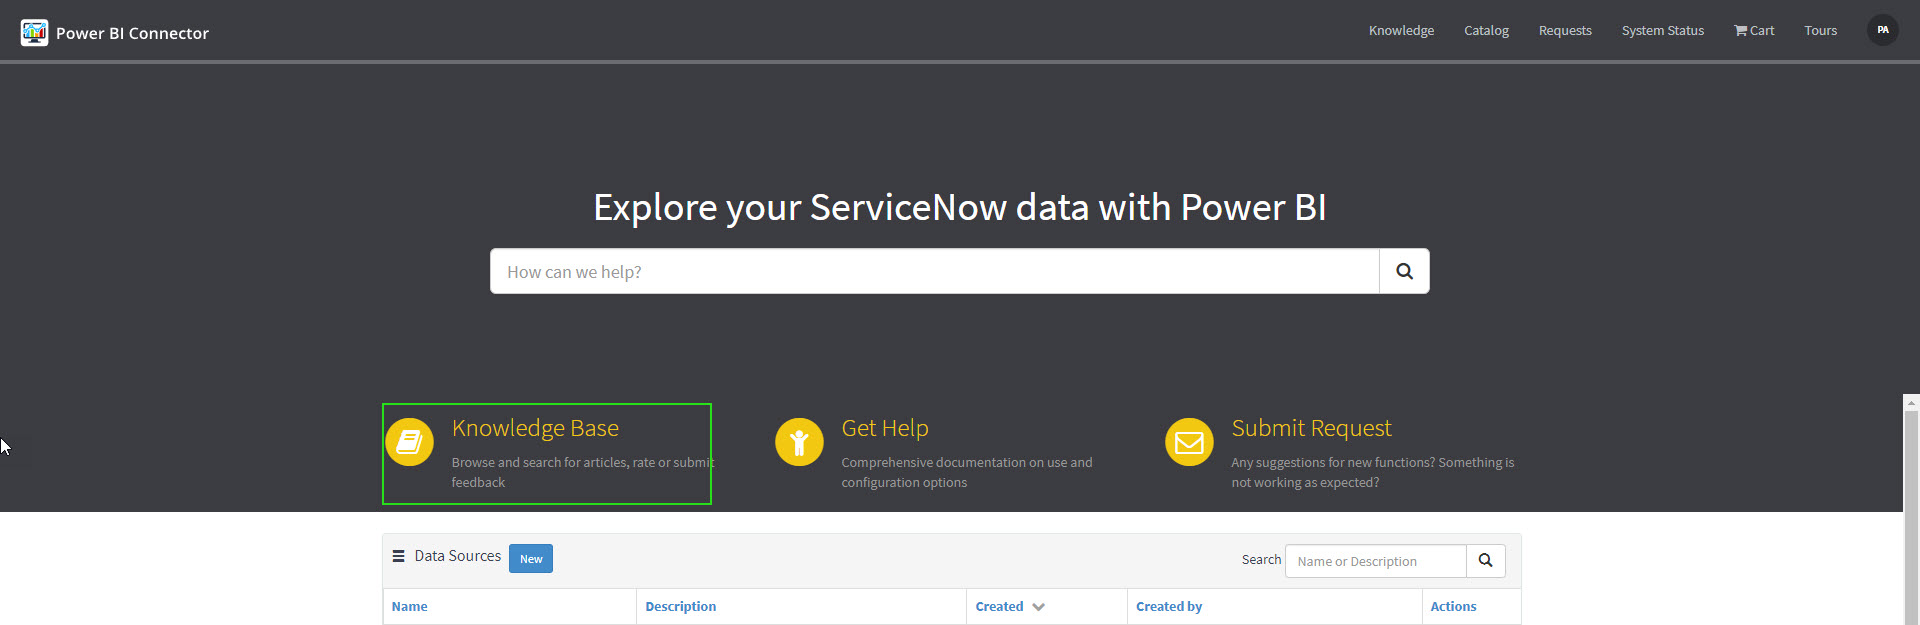 Power BI Connector
Knowledge Catalog Requests System Status Cart Tours PA
Explore your ServiceNow data with Power BI
How can we help?
Knowledge Base
Browse and search for articles, rate or submit
feedback
Get Help
Comprehensive documentation on use and
configuration options
Submit Request
Any suggestions for new functions? Something is
not working as expected?
Data Sources New Search Name or Description
Name Description Created Created by Actions